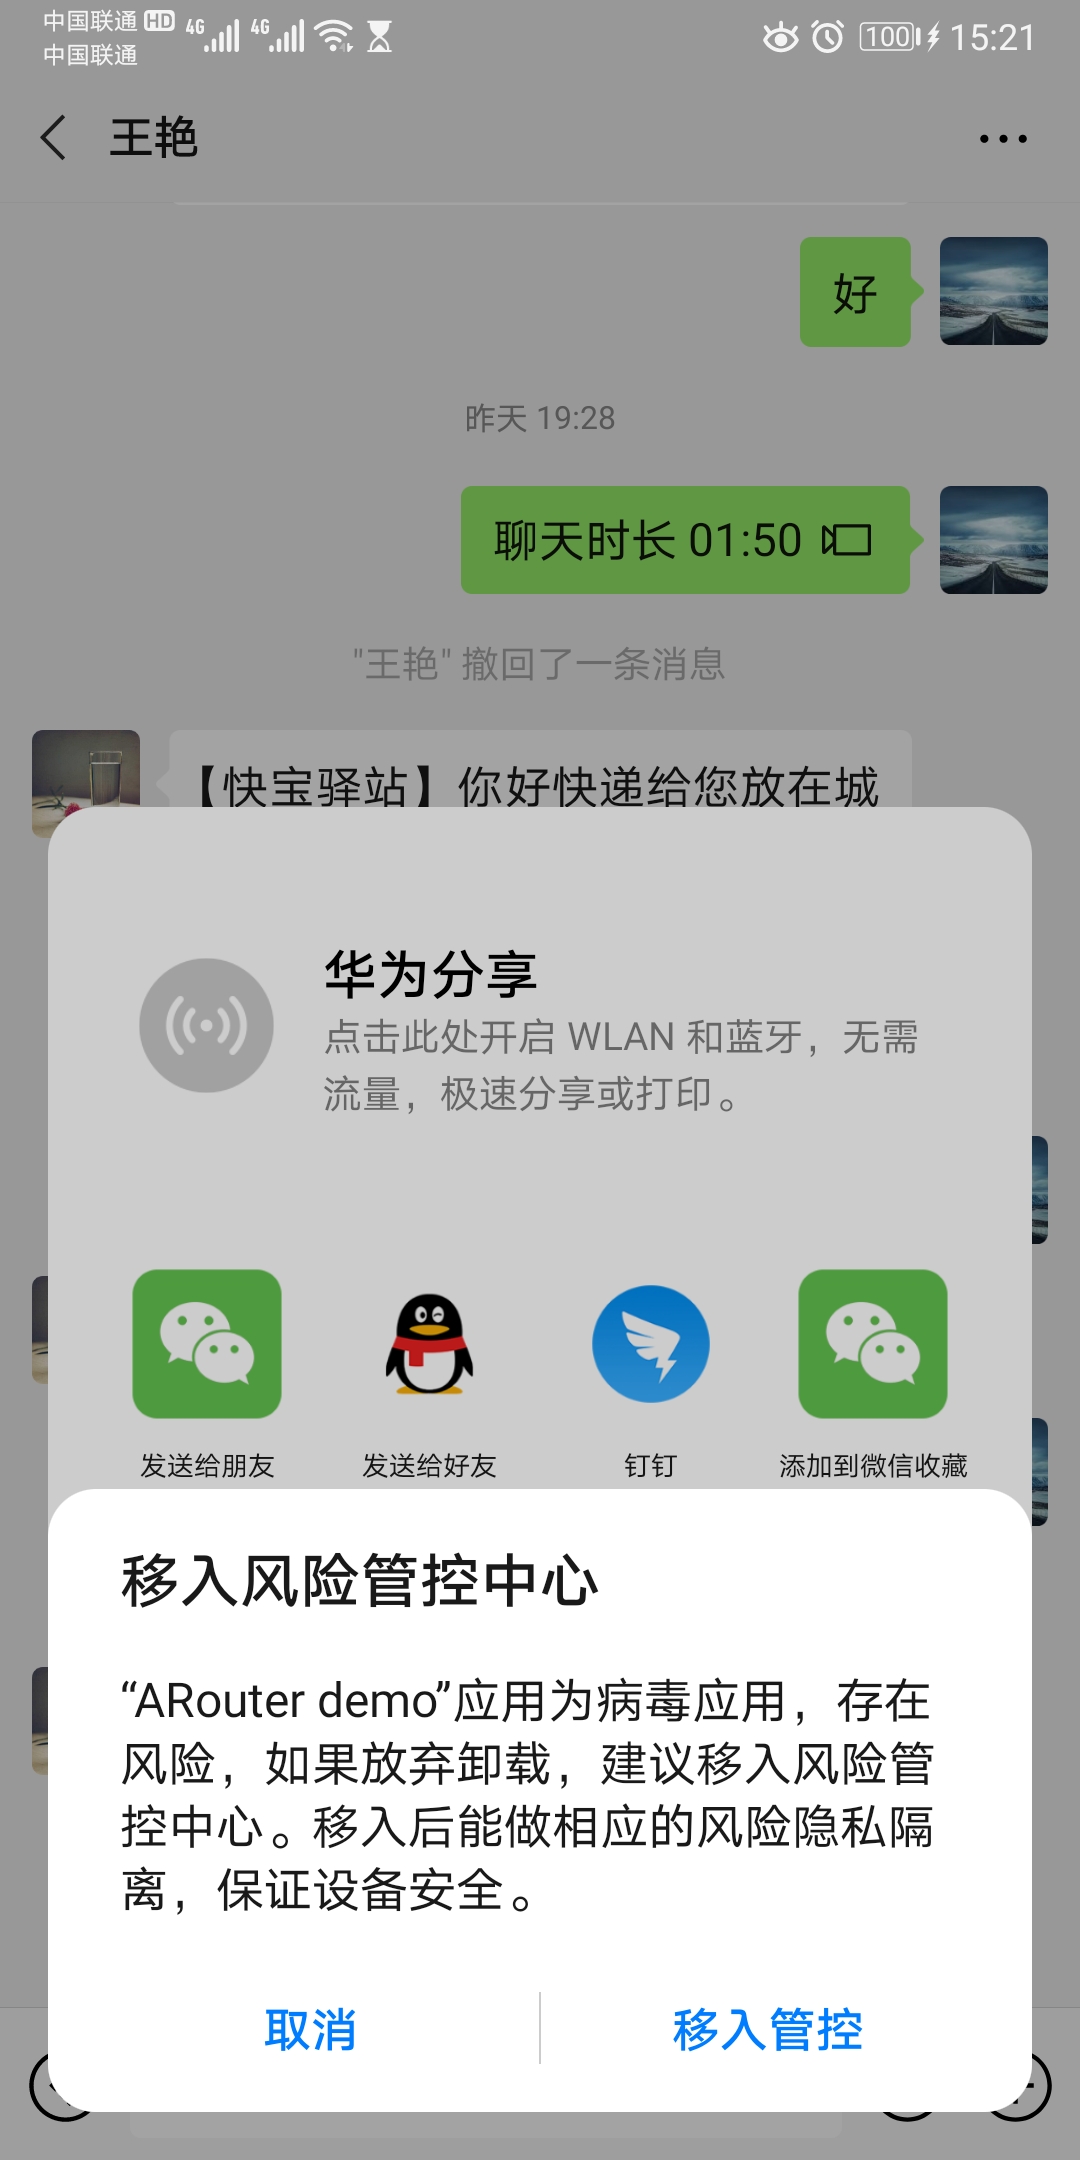 中国联通 HD 4G 4G 100 15:21
中国联通
王艳
好
昨天 19:28
聊天时长 01:50
"王艳" 撤回了一条消息
【快宝驿站】你好快递给您放在城
华为分享
点击此处开启 WLAN 和蓝牙，无需
流量，极速分享或打印。
发送给朋友 发送给好友 钉钉 添加到微信收藏
移入风险管控中心
“ARouter demo”应用为病毒应用，存在
风险，如果放弃卸载，建议移入风险管
控中心。移入后能做相应的风险隐私隔
离，保证设备安全。
取消 移入管控